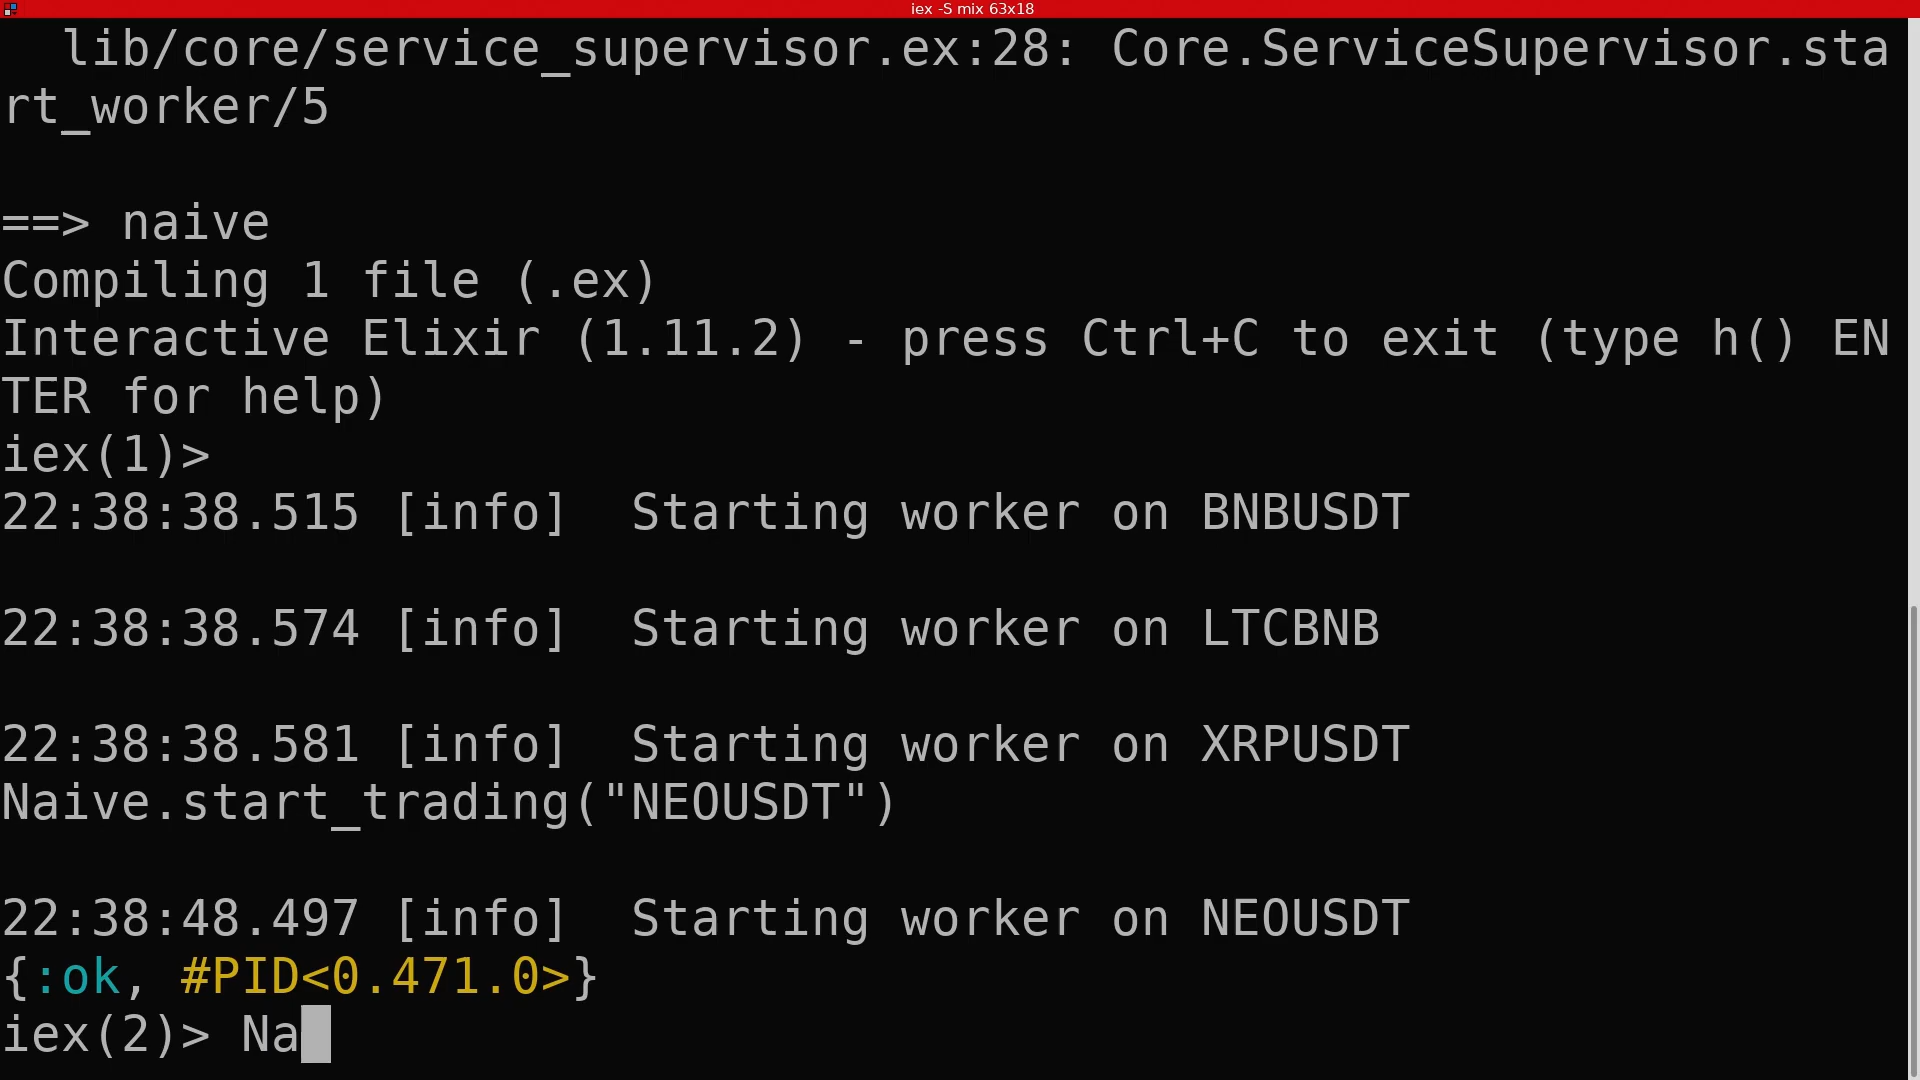 iex -S mix 63x18
lib/core/service_supervisor.ex:28: Core.ServiceSupervisor.sta
rt_worker/5
==> naive
Compiling 1 file (.ex)
Interactive Elixir (1.11.2) - press Ctrl+C to exit (type h() EN
TER for help)
iex(1)>
22:38:38.515 [info]  Starting worker on BNBUSDT
22:38:38.574 [info]  Starting worker on LTCBNB
22:38:38.581 [info]  Starting worker on XRPUSDT
Naive.start_trading("NEOUSDT")
22:38:48.497 [info]  Starting worker on NEOUSDT
{:ok, #PID<0.471.0>}
iex(2)> Na